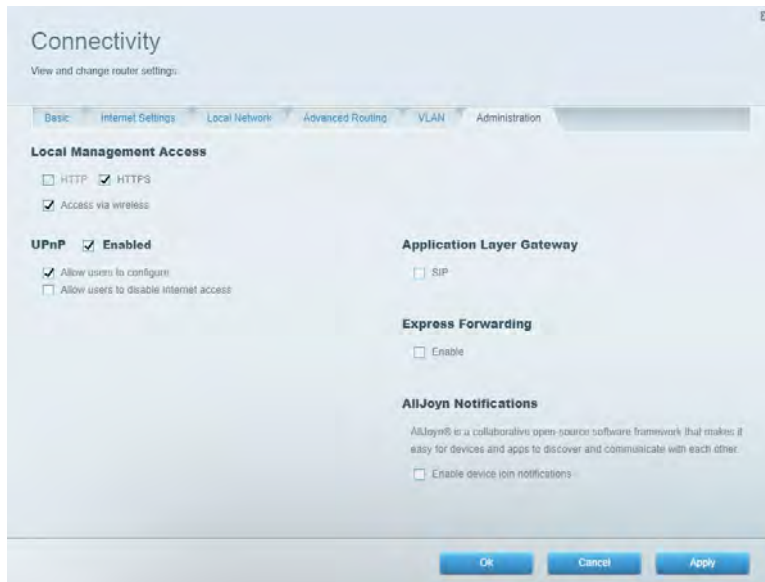 Connectivity
View and change router settings.
Basic Internet Settings Local Network Advanced Routing VLAN Administration
Local Management Access
HTTP HTTPS
Access via wireless
UPnP Enabled
Allow users to configure
Allow users to disable Internet access
Application Layer Gateway
SIP
Express Forwarding
Enable
AllJoyn Notifications
AllJoyn® is a collaborative open-source software framework that makes it
easy for devices and apps to discover and communicate with each other.
Enable device join notifications
Ok Cancel Apply